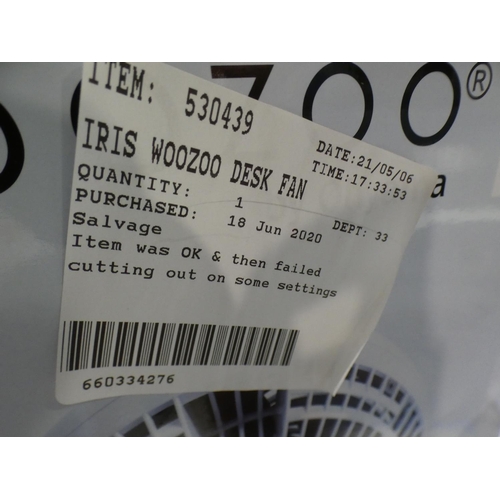 OZOO®
a
ITEM: 530439
DATE:21/05/06
IRIS WOOZOO DESK FAN
TIME:17:33:53
QUANTITY: 1
DEPT: 33
PURCHASED: 18 Jun 2020
Salvage
Item was OK & then failed
cutting out on some settings
660334276